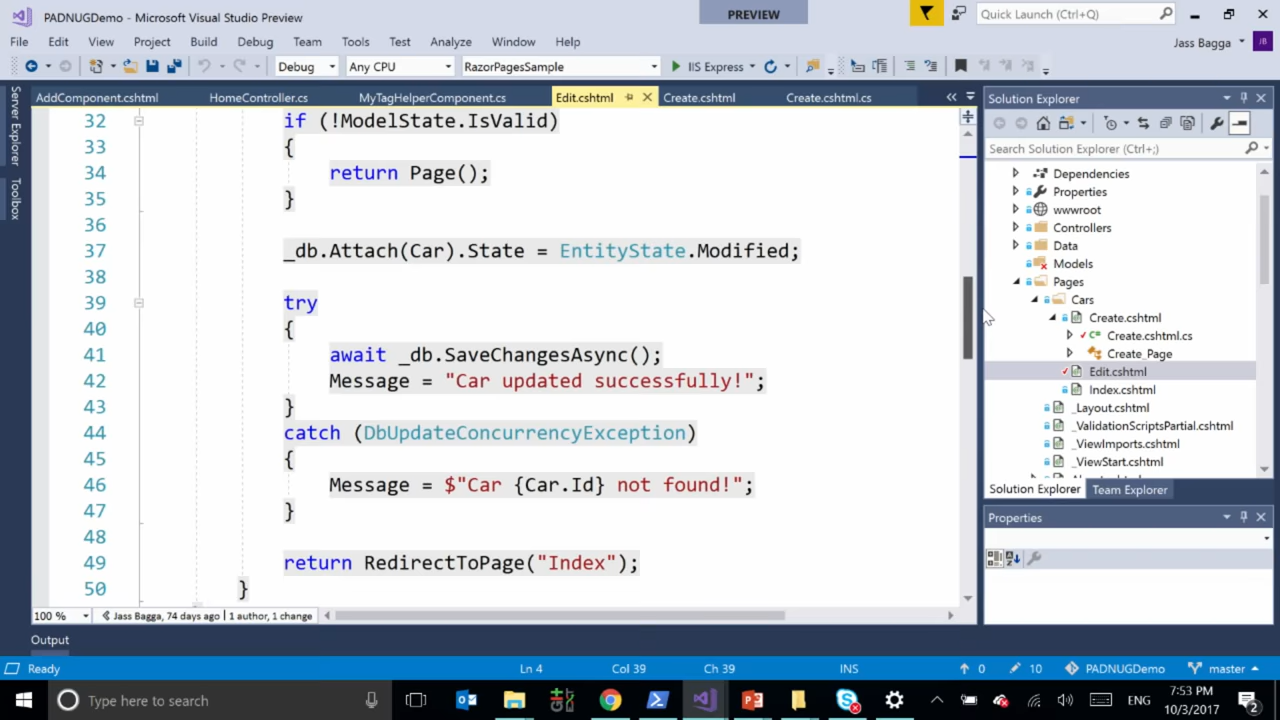 PADNUGDemo - Microsoft Visual Studio Preview
PREVIEW
Quick Launch (Ctrl+Q)
File Edit View Project Build Debug Team Tools Test Analyze Window Help
Jass Bagga JB
Debug Any CPU RazorPagesSample IIS Express
Server Explorer
Toolbox
AddComponent.cshtml HomeController.cs MyTagHelperComponent.cs Edit.cshtml Create.cshtml Create.cshtml.cs
32 if (!ModelState.IsValid)
33 {
34 return Page();
35 }
36
37 _db.Attach(Car).State = EntityState.Modified;
38
39 try
40 {
41 await _db.SaveChangesAsync();
42 Message = "Car updated successfully!";
43 }
44 catch (DbUpdateConcurrencyException)
45 {
46 Message = $"Car {Car.Id} not found!";
47 }
48
49 return RedirectToPage("Index");
50 }
100 % Jass Bagga, 74 days ago | 1 author, 1 change
Solution Explorer
Search Solution Explorer (Ctrl+;)
Dependencies
Properties
wwwroot
Controllers
Data
Models
Pages
Cars
Create.cshtml
Create.cshtml.cs
Create_Page
Edit.cshtml
Index.cshtml
_Layout.cshtml
_ValidationScriptsPartial.cshtml
_ViewImports.cshtml
_ViewStart.cshtml
Solution Explorer Team Explorer
Properties
Output
Ready Ln 4 Col 39 Ch 39 INS 0 10 PADNUGDemo master
Type here to search
ENG
7:53 PM
10/3/2017
2